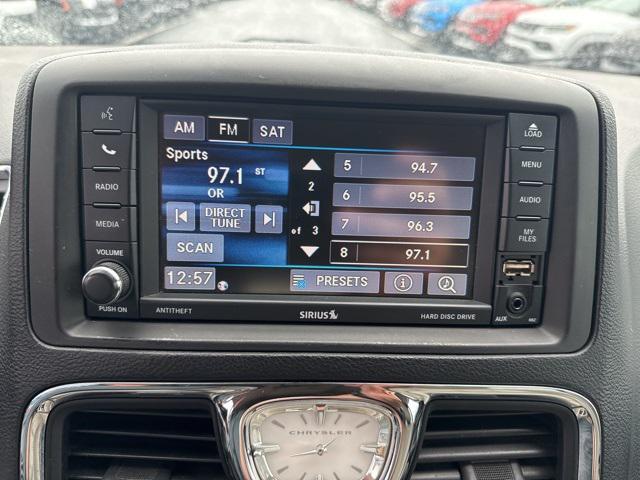 AM FM SAT
Sports
97.1 ST
OR
DIRECT
TUNE
SCAN
12:57
2
of 3
5 94.7
6 95.5
7 96.3
8 97.1
PRESETS
RADIO
MEDIA
VOLUME
PUSH ON
LOAD
MENU
AUDIO
MY
FILES
AUX
ANTITHEFT
SIRIUS
HARD DISC DRIVE
CHRYSLER